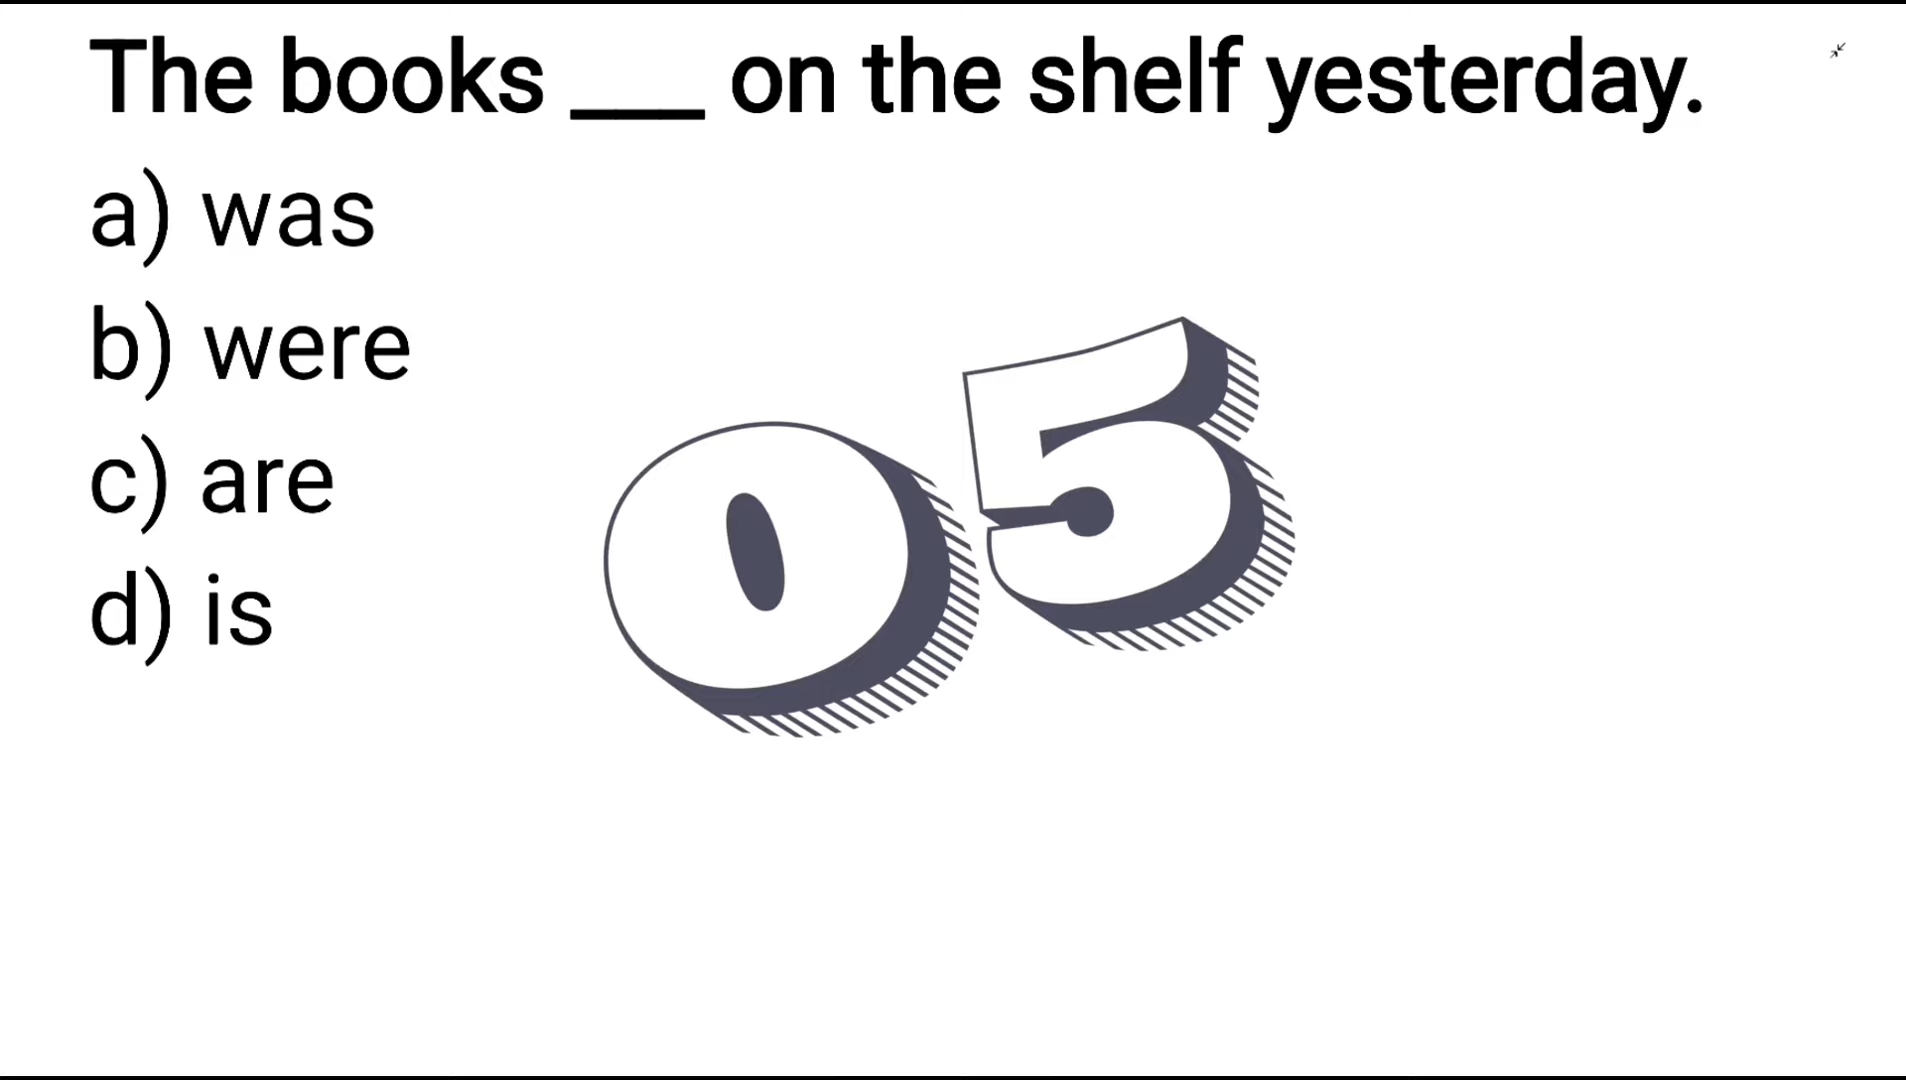 The books ___ on the shelf yesterday.
a) was
b) were
c) are
d) is
05